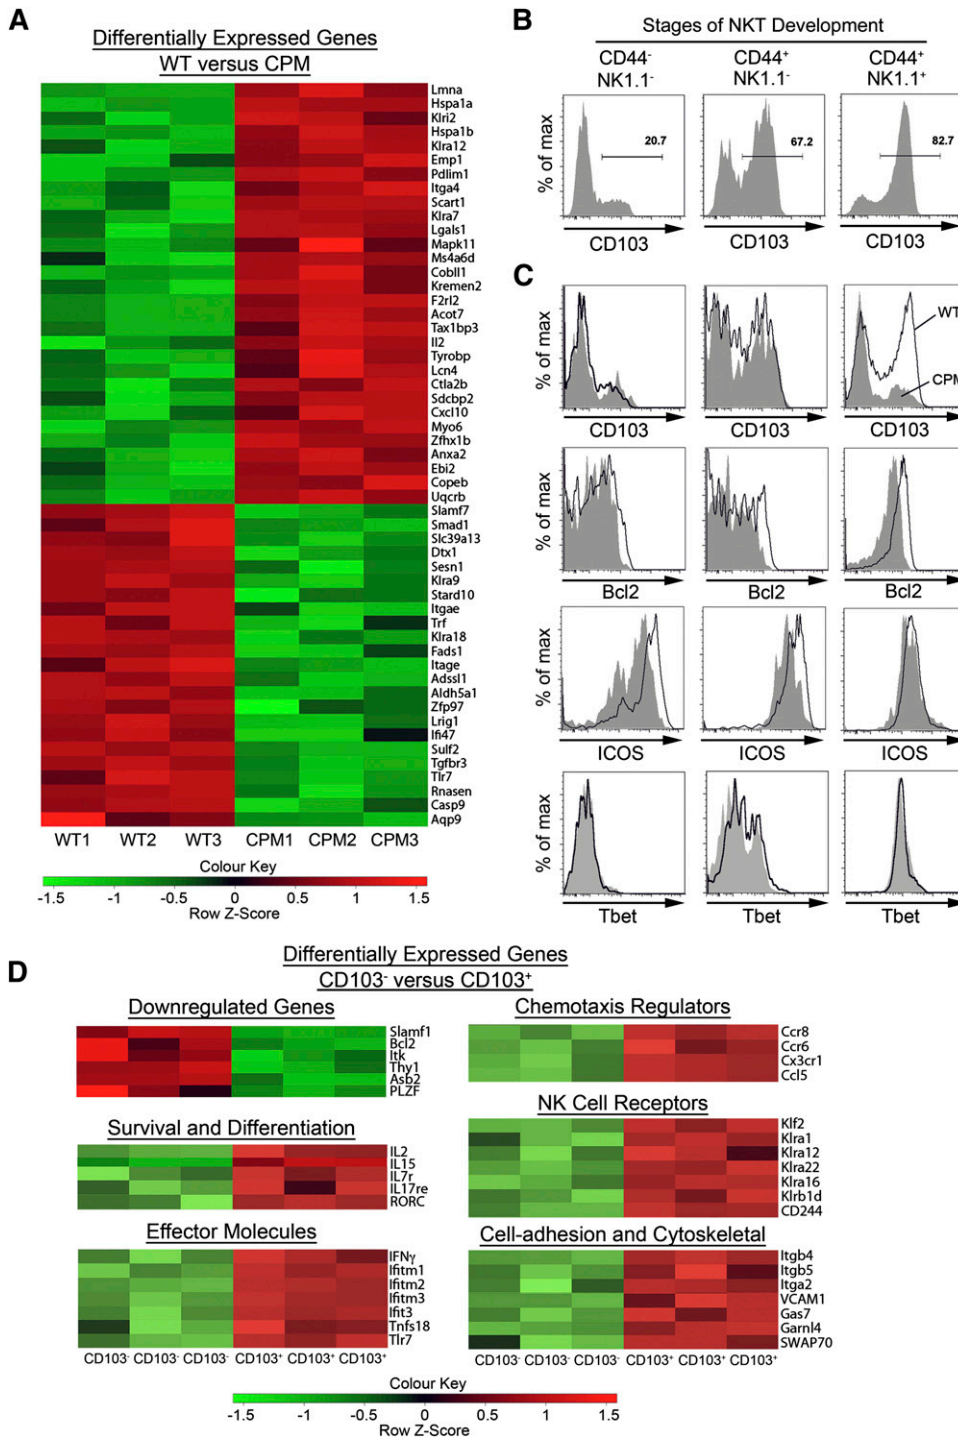 A
Differentially Expressed Genes
WT versus CPM
Lmna
Hspa1a
Klri2
Hspa1b
Klra12
Emp1
Pdlim1
Itga4
Scart1
Klra7
Lgals1
Mapk11
Ms4a6d
Cobll1
Kremen2
F2rl2
Acot7
Tax1bp3
Il2
Tyrobp
Lcn4
Ctla2b
Sdcbp2
Cxcl10
Myo6
Zfhx1b
Anxa2
Ebi2
Copeb
Uqcrb
Slamf7
Smad1
Slc39a13
Dtx1
Sesn1
Klra9
Stard10
Itgae
Trf
Klra18
Fads1
Itage
Adssl1
Aldh5a1
Zfp97
Lrig1
Ifi47
Sulf2
Tgfbr3
Tlr7
Rnasen
Casp9
Aqp9
WT1 WT2 WT3 CPM1 CPM2 CPM3
Colour Key
-1.5 -1 -0.5 0 0.5 1 1.5
Row Z-Score
B
Stages of NKT Development
CD44- CD44+ CD44+
NK1.1- NK1.1- NK1.1+
% of max
20.7 67.2 82.7
CD103 CD103 CD103
C
% of max
WT
CPM
CD103 CD103 CD103
% of max
Bcl2 Bcl2 Bcl2
% of max
ICOS ICOS ICOS
% of max
Tbet Tbet Tbet
D
Differentially Expressed Genes
CD103- versus CD103+
Downregulated Genes
Slamf1
Bcl2
Itk
Thy1
Asb2
PLZF
Survival and Differentiation
IL2
IL15
IL7r
IL17re
RORC
Effector Molecules
IFNγ
Ifitm1
Ifitm2
Ifitm3
Ifit3
Tnfs18
Tlr7
CD103- CD103- CD103- CD103+ CD103+ CD103+
Chemotaxis Regulators
Ccr8
Ccr6
Cx3cr1
Ccl5
NK Cell Receptors
Klf2
Klra1
Klra12
Klra22
Klra16
Klrb1d
CD244
Cell-adhesion and Cytoskeletal
Itgb4
Itgb5
Itga2
VCAM1
Gas7
Garnl4
SWAP70
CD103- CD103- CD103- CD103+ CD103+ CD103+
Colour Key
-1.5 -1 -0.5 0 0.5 1 1.5
Row Z-Score